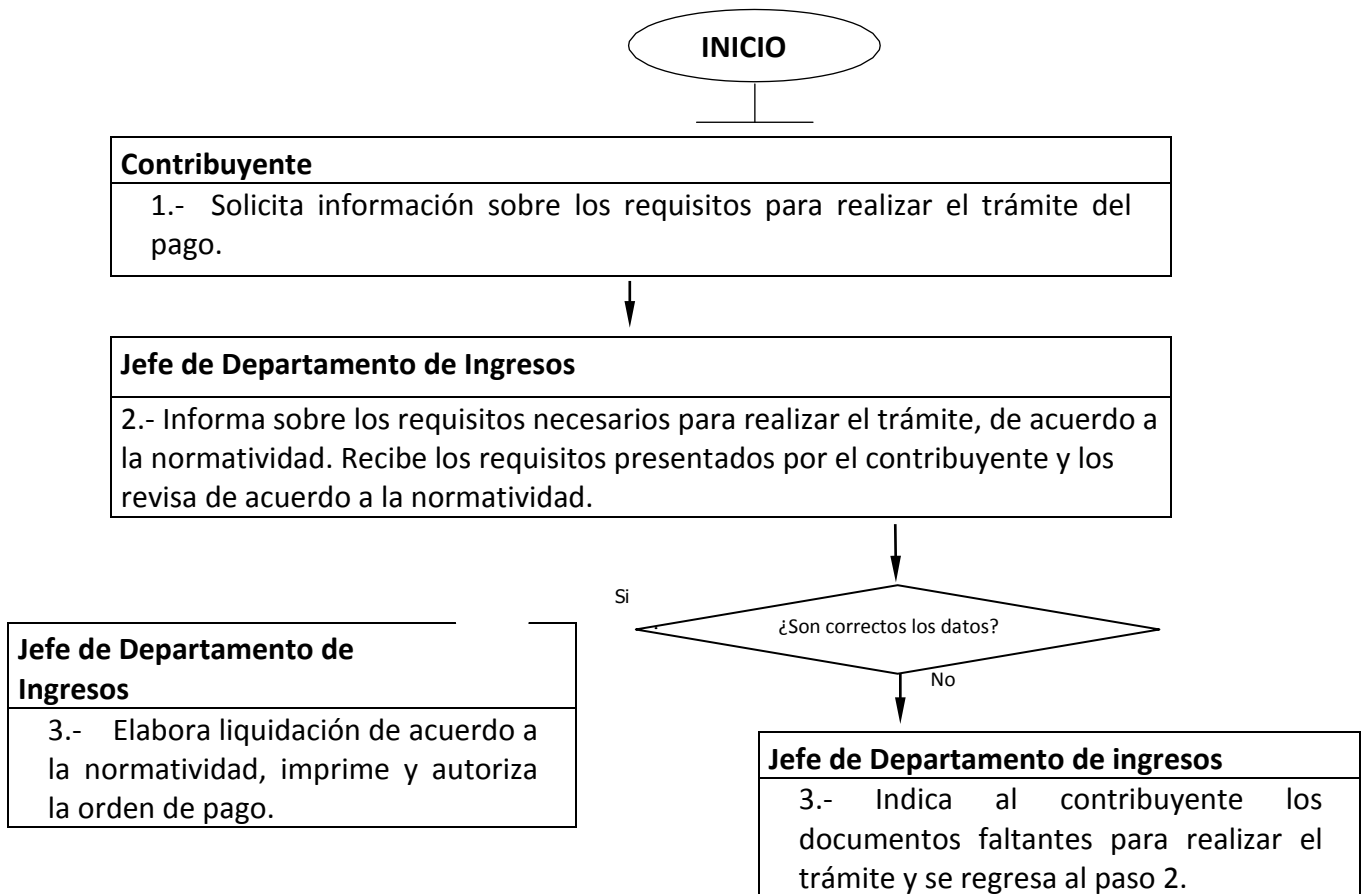 INICIO
Contribuyente
1.- Solicita información sobre los requisitos para realizar el trámite del
pago.
Jefe de Departamento de Ingresos
2.- Informa sobre los requisitos necesarios para realizar el trámite, de acuerdo a
la normatividad. Recibe los requisitos presentados por el contribuyente y los
revisa de acuerdo a la normatividad.
Si
¿Son correctos los datos?
No
Jefe de Departamento de
Ingresos
3.- Elabora liquidación de acuerdo a
la normatividad, imprime y autoriza
la orden de pago.
Jefe de Departamento de ingresos
3.- Indica al contribuyente los
documentos faltantes para realizar el
trámite y se regresa al paso 2.